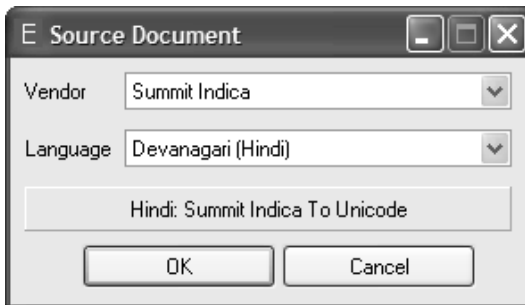 E Source Document
Vendor Summit Indica
Language Devanagari (Hindi)
Hindi: Summit Indica To Unicode
OK Cancel